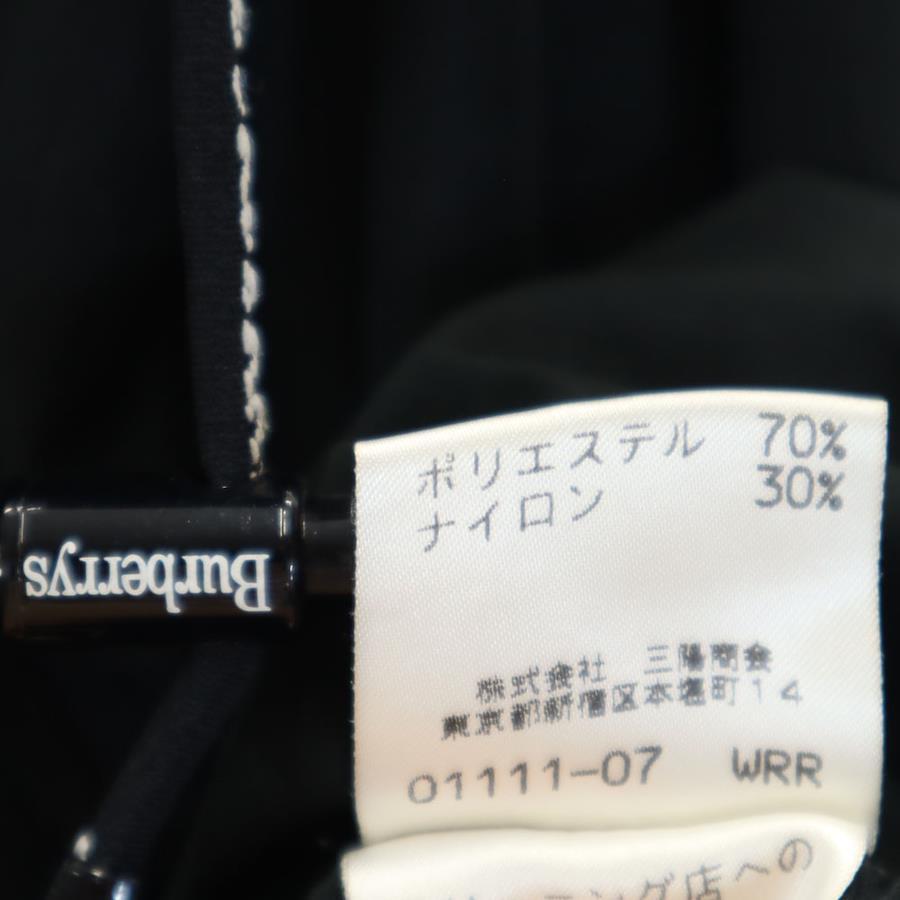 Burberrys
ポリエステル 70%
ナイロン 30%
株式会社 三陽商会
東京都新宿区本塩町14
01111-07 WRR
ング店への